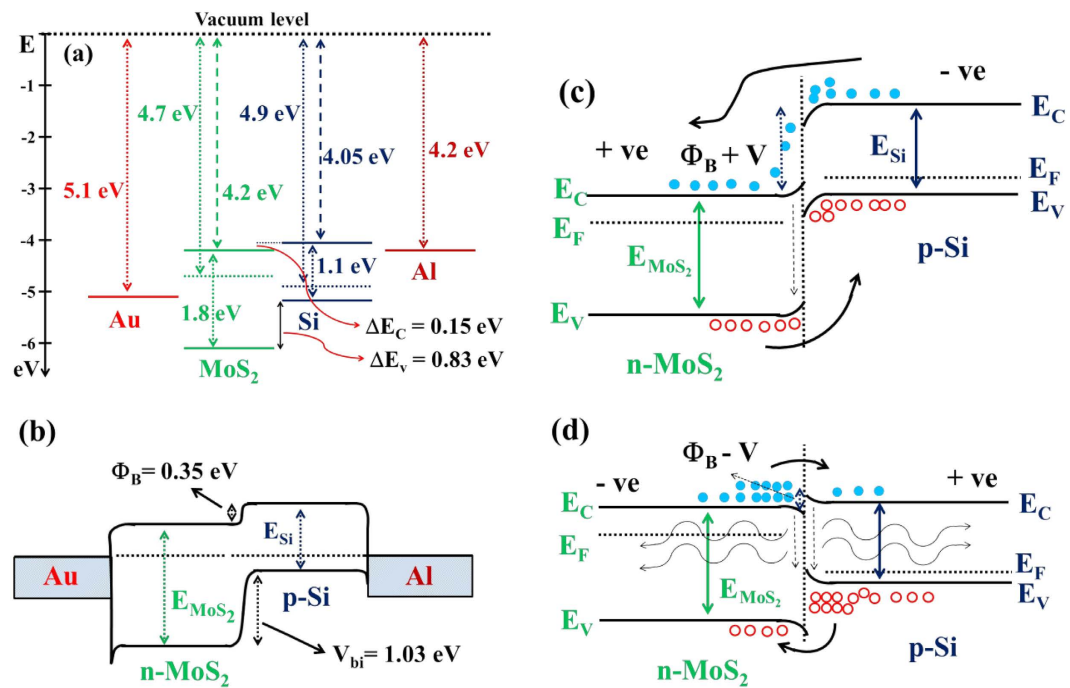 Vacuum level
E
(a)
-1
-2
-3
-4
-5
-6
eV
4.7 eV
4.9 eV
5.1 eV
4.2 eV
4.05 eV
4.2 eV
1.8 eV
1.1 eV
Au
MoS₂
Si
Al
ΔE_C = 0.15 eV
ΔE_v = 0.83 eV
(b)
Φ_B= 0.35 eV
E_Si
Au
Al
E_MoS₂
p-Si
n-MoS₂
V_bi= 1.03 eV
(c)
- ve
+ ve
Φ_B + V
E_C
E_Si
E_F
E_V
E_C
E_F
E_MoS₂
E_V
p-Si
n-MoS₂
(d)
Φ_B - V
- ve
+ ve
E_C
E_C
E_F
E_F
E_MoS₂
E_V
E_V
n-MoS₂
p-Si